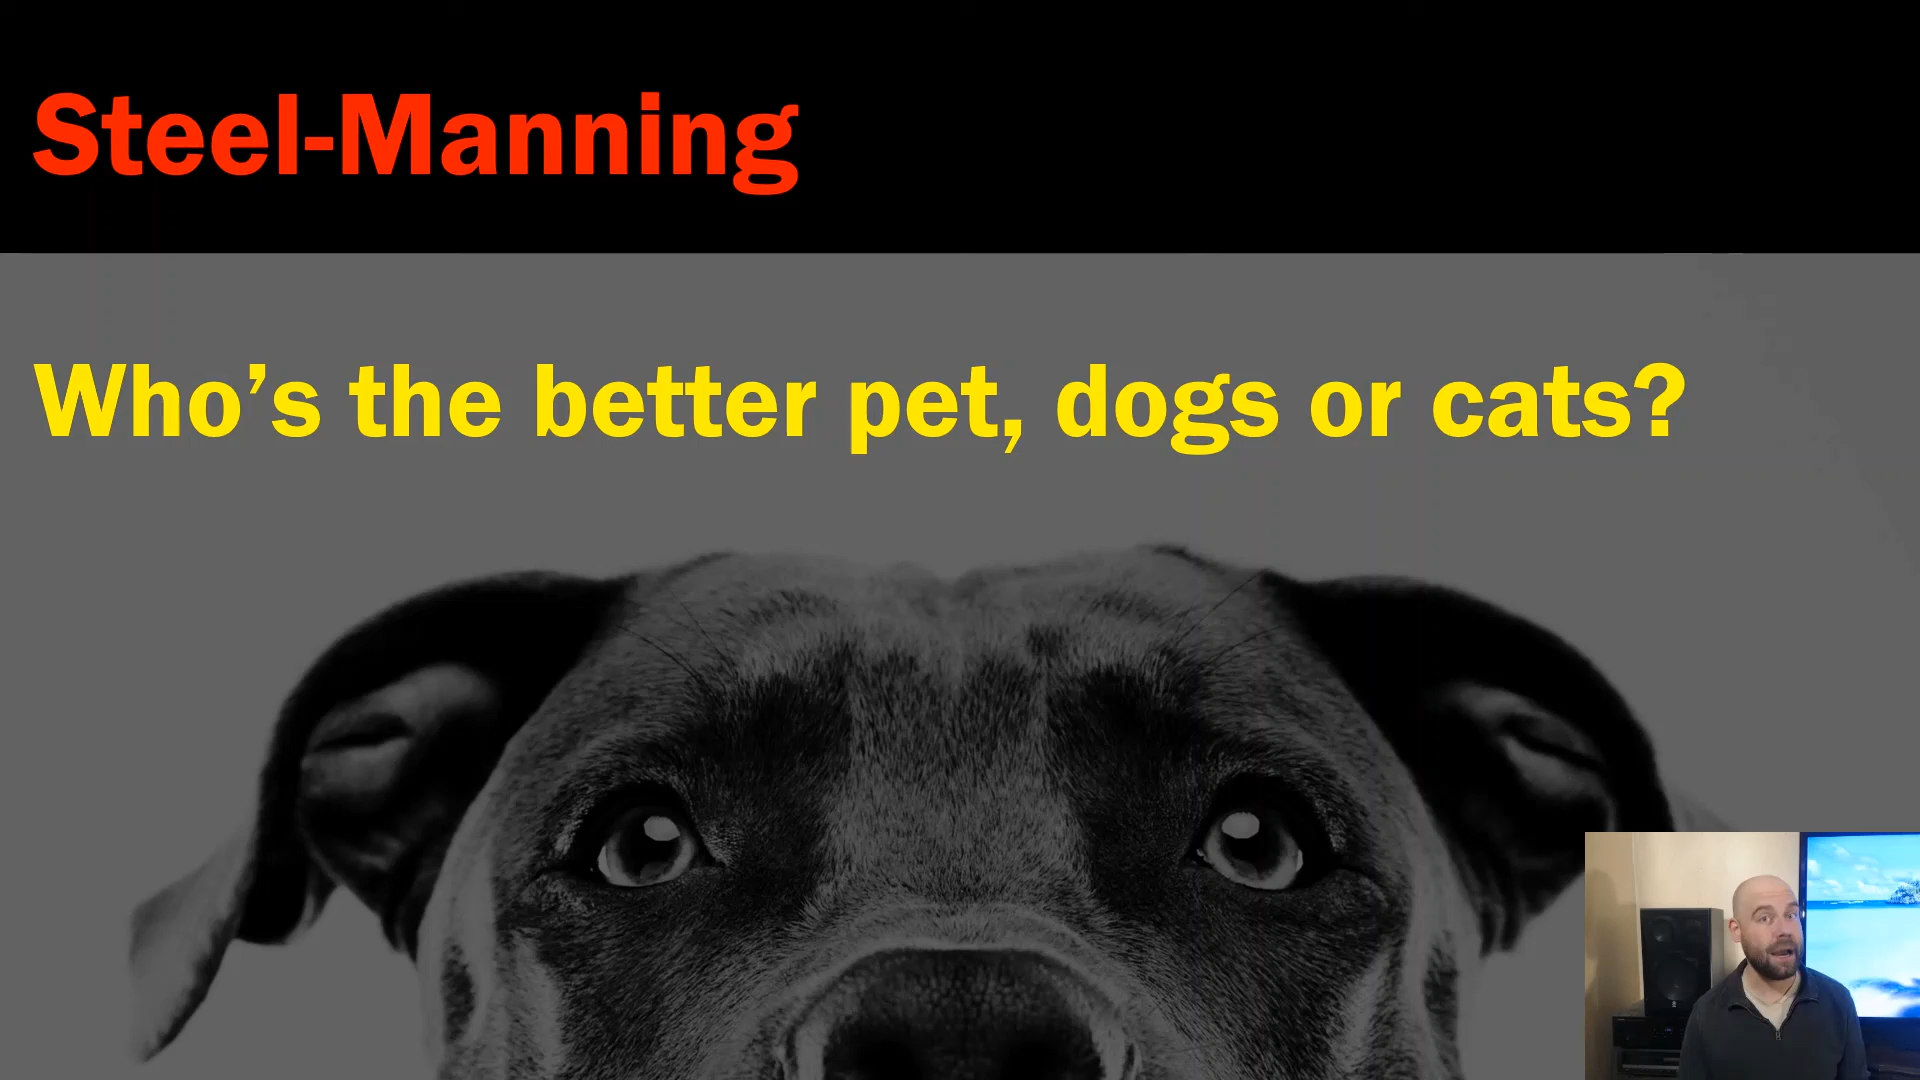 Steel-Manning
Who’s the better pet, dogs or cats?